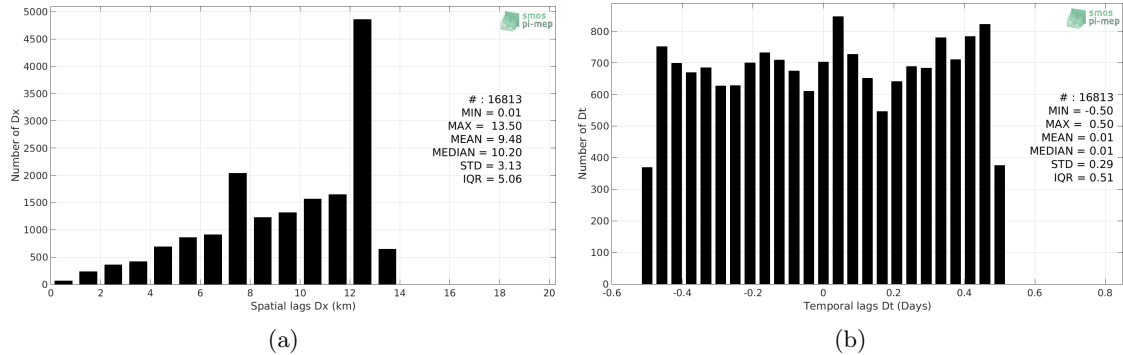 smos
pi-mep
5000
4500
4000
3500
3000
2500
2000
1500
1000
500
0
Number of Dx
# : 16813
MIN = 0.01
MAX = 13.50
MEAN = 9.48
MEDIAN = 10.20
STD = 3.13
IQR = 5.06
0 2 4 6 8 10 12 14 16 18 20
Spatial lags Dx (km)
(a)
smos
pi-mep
800
700
600
500
400
300
200
100
0
Number of Dt
# : 16813
MIN = -0.50
MAX = 0.50
MEAN = 0.01
MEDIAN = 0.01
STD = 0.29
IQR = 0.51
-0.6 -0.4 -0.2 0 0.2 0.4 0.6 0.8
Temporal lags Dt (Days)
(b)